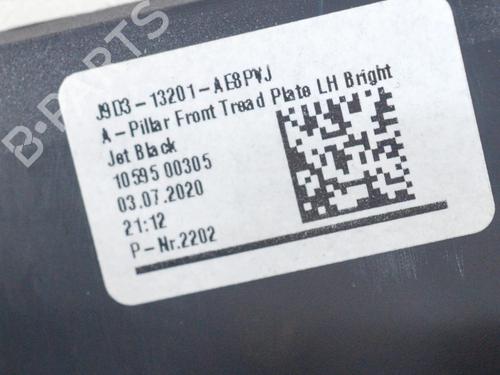 J9D3-13201-AE8PVJ
A-Pillar Front Tread Plate LH Bright
Jet Black
10595 00305
03.07.2020
21:12
P-Nr.2202
B-PARTS